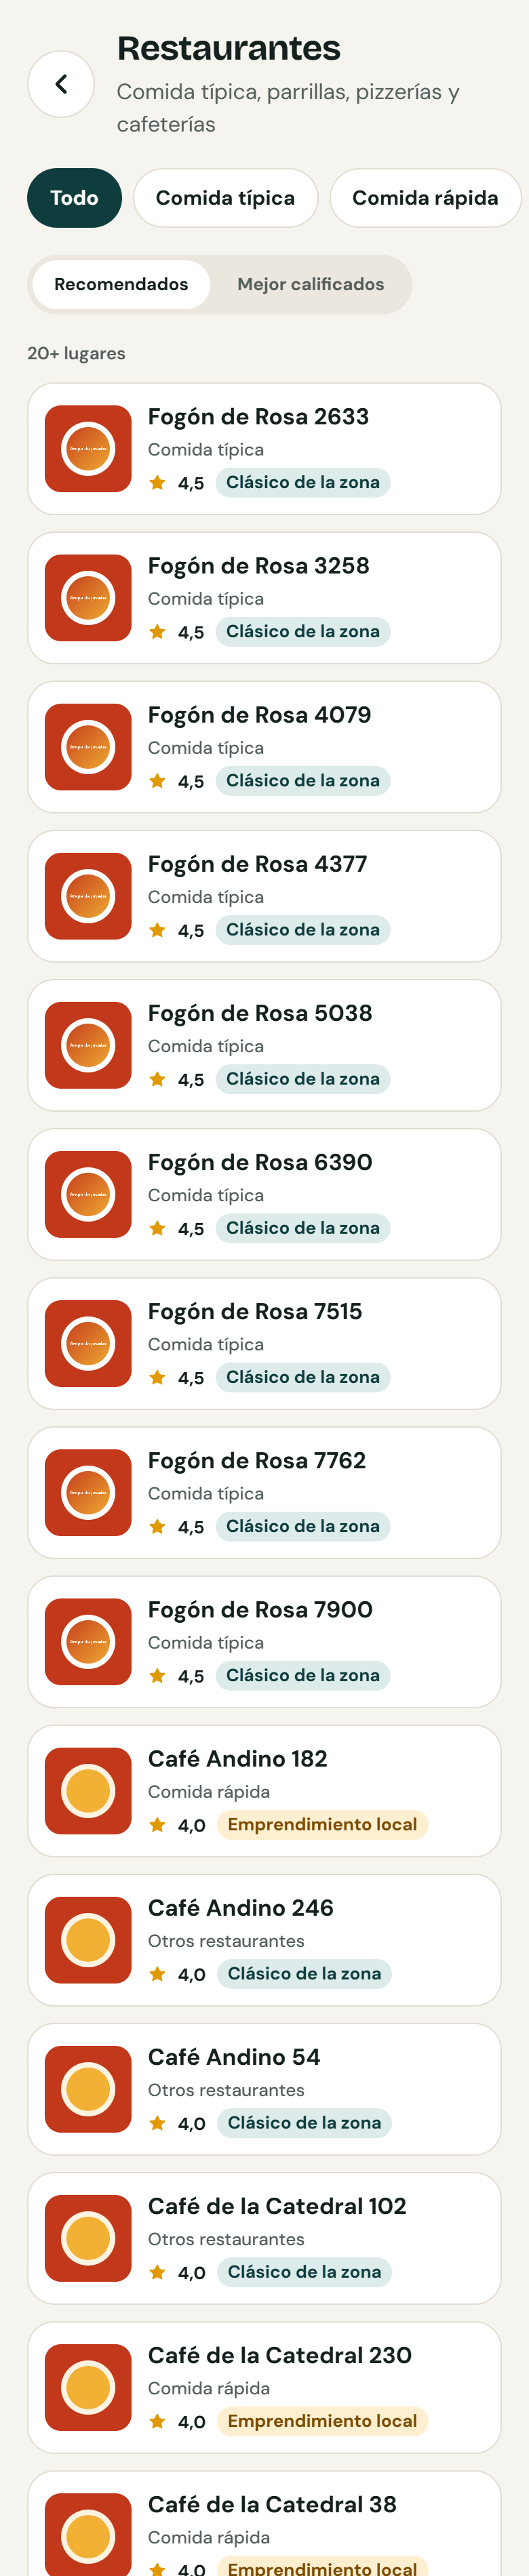 Restaurantes
Comida típica, parrillas, pizzerías y
cafeterías
Todo
Comida típica
Comida rápida
Recomendados
Mejor calificados
20+ lugares
Fogón de Rosa 2633
Comida típica
4,5 Clásico de la zona
Fogón de Rosa 3258
Comida típica
4,5 Clásico de la zona
Fogón de Rosa 4079
Comida típica
4,5 Clásico de la zona
Fogón de Rosa 4377
Comida típica
4,5 Clásico de la zona
Fogón de Rosa 5038
Comida típica
4,5 Clásico de la zona
Fogón de Rosa 6390
Comida típica
4,5 Clásico de la zona
Fogón de Rosa 7515
Comida típica
4,5 Clásico de la zona
Fogón de Rosa 7762
Comida típica
4,5 Clásico de la zona
Fogón de Rosa 7900
Comida típica
4,5 Clásico de la zona
Café Andino 182
Comida rápida
4,0 Emprendimiento local
Café Andino 246
Otros restaurantes
4,0 Clásico de la zona
Café Andino 54
Otros restaurantes
4,0 Clásico de la zona
Café de la Catedral 102
Otros restaurantes
4,0 Clásico de la zona
Café de la Catedral 230
Comida rápida
4,0 Emprendimiento local
Café de la Catedral 38
Comida rápida
4,0 Emprendimiento local